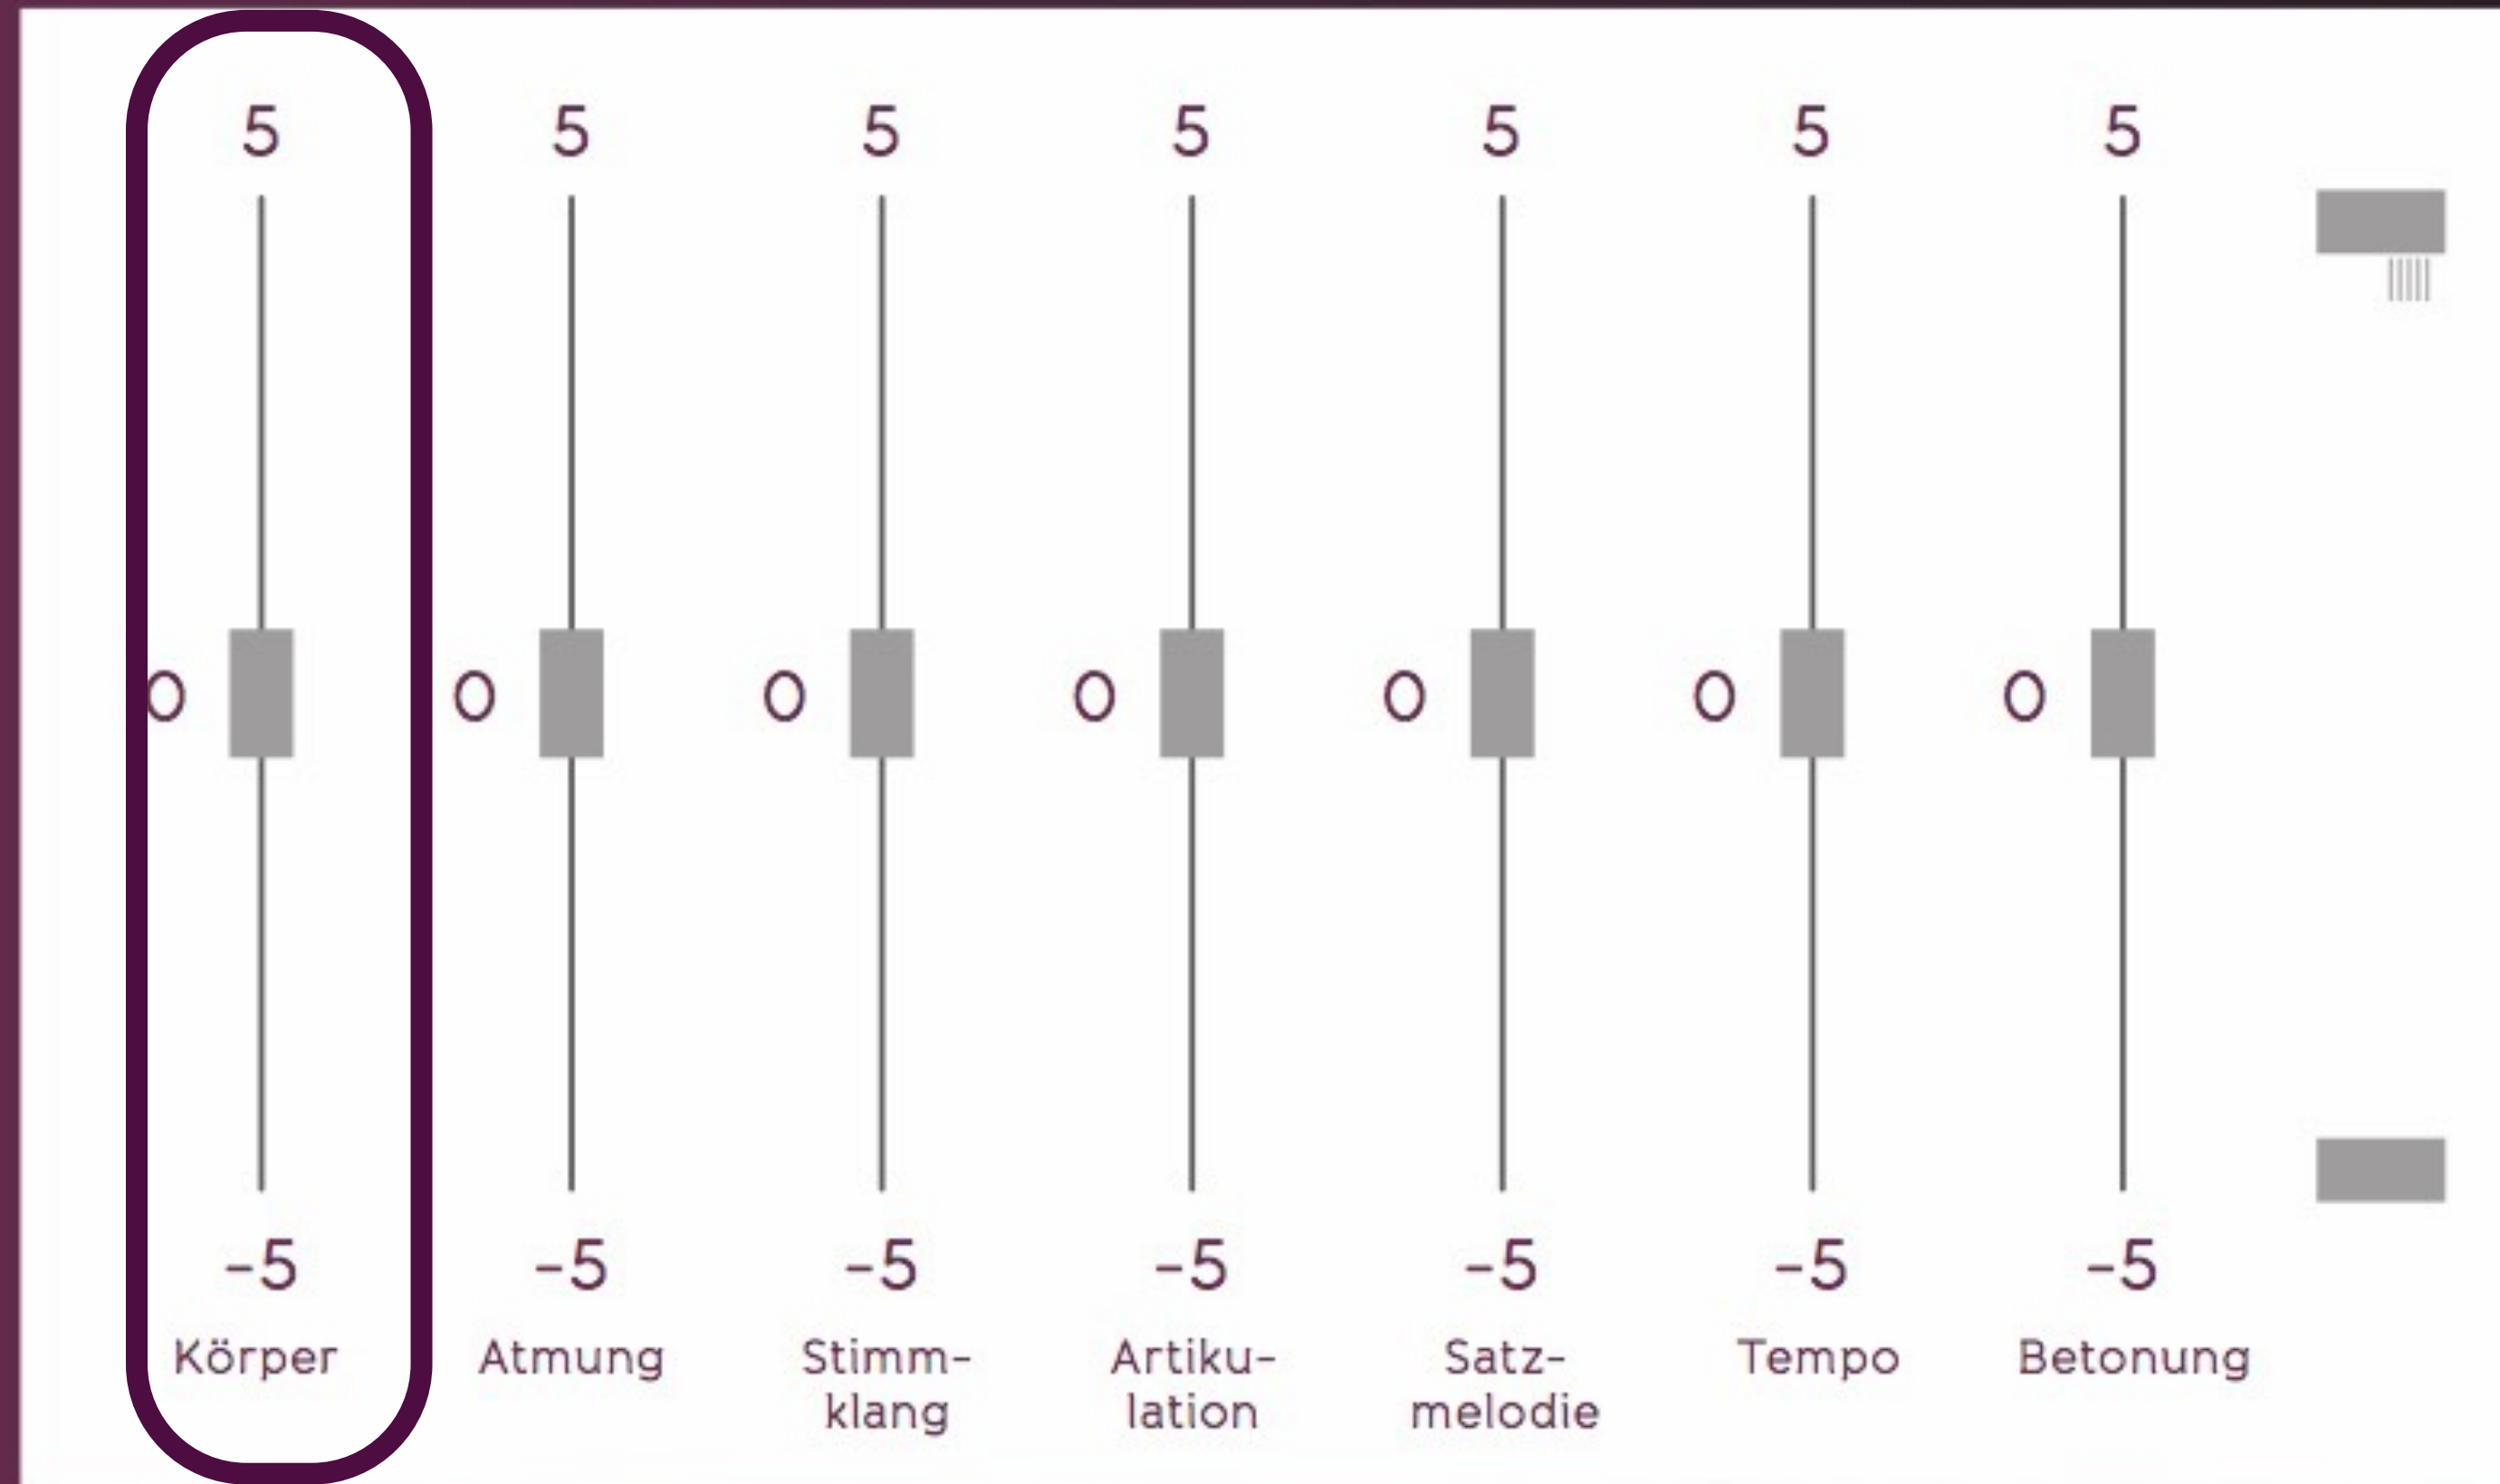 5 5 5 5 5 5 5
0 0 0 0 0 0 0
-5 -5 -5 -5 -5 -5 -5
Körper Atmung Stimm- Artiku- Satz- Tempo Betonung
klang lation melodie